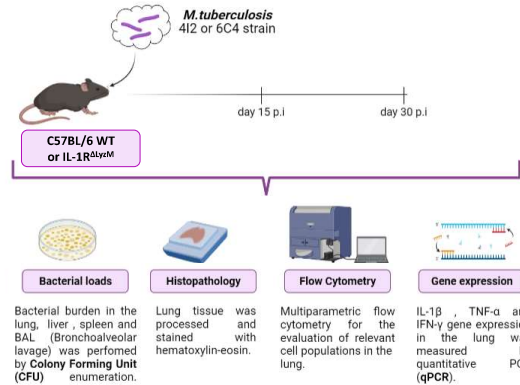 M.tuberculosis
4I2 or 6C4 strain
day 15 p.i
day 30 p.i
C57BL/6 WT
or IL-1RΔLyzM
Bacterial loads
Histopathology
Flow Cytometry
Gene expression
Bacterial burden in the
lung, liver , spleen and
BAL (Bronchoalveolar
lavage) was perfomed
by Colony Forming Unit
(CFU) enumeration.
Lung tissue was
processed and
stained with
hematoxylin-eosin.
Multiparametric flow
cytometry for the
evaluation of relevant
cell populations in the
lung.
IL-1β , TNF-α
IFN-γ gene
in the lung
measured
quantitative
(qPCR).